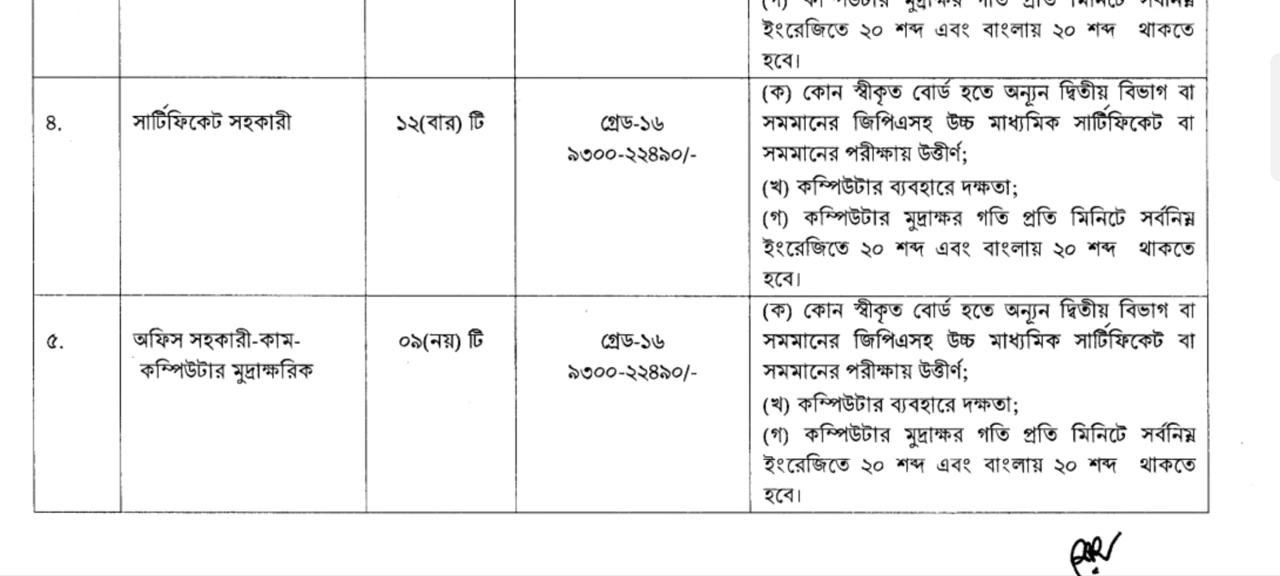 ইংরেজিতে ২০ শব্দ এবং বাংলায় ২০ শব্দ থাকতে
হবে।
৪.
সার্টিফিকেট সহকারী
১২(বার) টি
গ্রেড-১৬
৯৩০০-২২৪৯০/-
(ক) কোন স্বীকৃত বোর্ড হতে অন্যূন দ্বিতীয় বিভাগ বা
সমমানের জিপিএসহ উচ্চ মাধ্যমিক সার্টিফিকেট বা
সমমানের পরীক্ষায় উত্তীর্ণ;
(খ) কম্পিউটার ব্যবহারে দক্ষতা;
(গ) কম্পিউটার মুদ্রাক্ষর গতি প্রতি মিনিটে সর্বনিম্ন
ইংরেজিতে ২০ শব্দ এবং বাংলায় ২০ শব্দ থাকতে
হবে।
৫.
অফিস সহকারী-কাম-
কম্পিউটার মুদ্রাক্ষরিক
০৯(নয়) টি
গ্রেড-১৬
৯৩০০-২২৪৯০/-
(ক) কোন স্বীকৃত বোর্ড হতে অন্যূন দ্বিতীয় বিভাগ বা
সমমানের জিপিএসহ উচ্চ মাধ্যমিক সার্টিফিকেট বা
সমমানের পরীক্ষায় উত্তীর্ণ;
(খ) কম্পিউটার ব্যবহারে দক্ষতা;
(গ) কম্পিউটার মুদ্রাক্ষর গতি প্রতি মিনিটে সর্বনিম্ন
ইংরেজিতে ২০ শব্দ এবং বাংলায় ২০ শব্দ থাকতে
হবে।